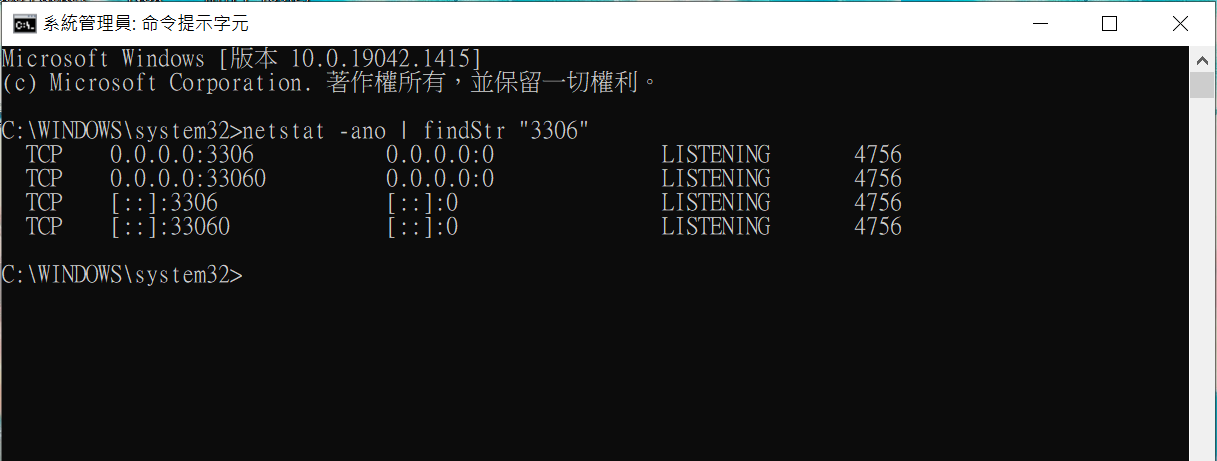 系統管理員: 命令提示字元
Microsoft Windows [版本 10.0.19042.1415]
(c) Microsoft Corporation. 著作權所有，並保留一切權利。
C:\WINDOWS\system32>netstat -ano | findStr "3306"
TCP 0.0.0.0:3306 0.0.0.0:0 LISTENING 4756
TCP 0.0.0.0:33060 0.0.0.0:0 LISTENING 4756
TCP [::]:3306 [::]:0 LISTENING 4756
TCP [::]:33060 [::]:0 LISTENING 4756
C:\WINDOWS\system32>